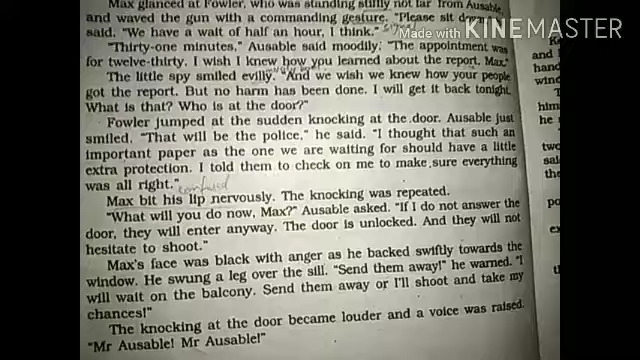 Max glanced at Fowler, who was standing stiffly not far from Ausable,
and waved the gun with a commanding gesture. "Please sit down," he
said. "We have a wait of half an hour, I think."
Made with KINEMASTER
"Thirty-one minutes," Ausable said moodily. "The appointment was
for twelve-thirty. I wish I knew how you learned about the report, Max."
The little spy smiled evilly. "And we wish we knew how your people
got the report. But no harm has been done. I will get it back tonight.
What is that? Who is at the door?"
Fowler jumped at the sudden knocking at the door. Ausable just
smiled. "That will be the police," he said. "I thought that such an
important paper as the one we are waiting for should have a little
extra protection. I told them to check on me to make sure everything
was all right."
confused
Max bit his lip nervously. The knocking was repeated.
"What will you do now, Max?" Ausable asked. "If I do not answer the
door, they will enter anyway. The door is unlocked. And they will not
hesitate to shoot."
Max's face was black with anger as he backed swiftly towards the
window. He swung a leg over the sill. "Send them away!" he warned. "I
will wait on the balcony. Send them away or I'll shoot and take my
chances!"
The knocking at the door became louder and a voice was raised.
"Mr Ausable! Mr Ausable!"